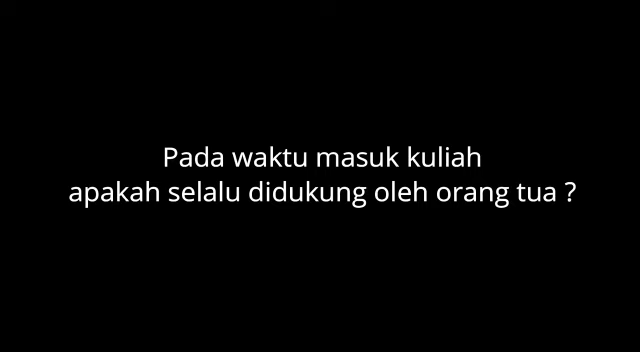 Pada waktu masuk kuliah
apakah selalu didukung oleh orang tua ?